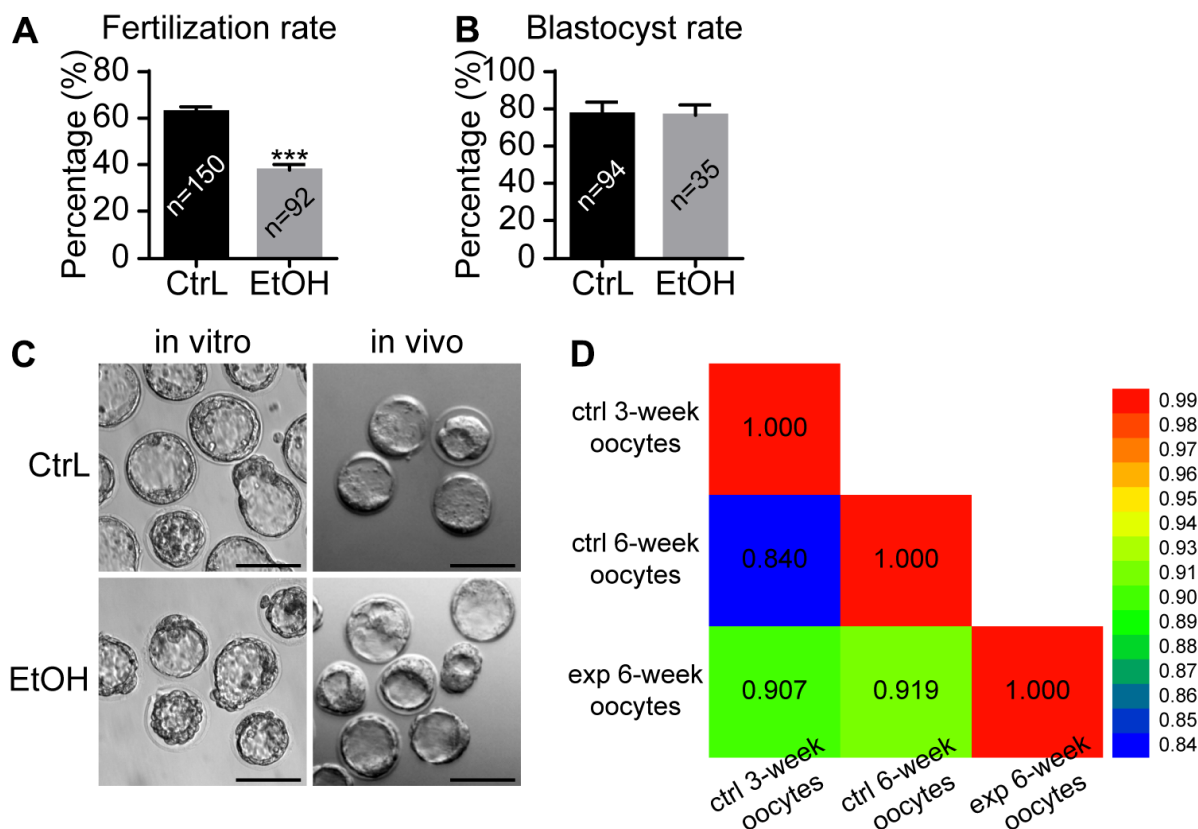 A
Fertilization rate
Percentage (%)
80
60
40
20
0
n=150
***
n=92
CtrL
EtOH
B
Blastocyst rate
Percentage (%)
100
80
60
40
20
0
n=94
n=35
CtrL
EtOH
C
in vitro
in vivo
CtrL
EtOH
D
ctrl 3-week
oocytes
1.000
ctrl 6-week
oocytes
0.840
1.000
exp 6-week
oocytes
0.907
0.919
1.000
ctrl 3-week
oocytes
ctrl 6-week
oocytes
exp 6-week
oocytes
0.99
0.98
0.97
0.96
0.95
0.94
0.93
0.91
0.90
0.88
0.87
0.86
0.85
0.84